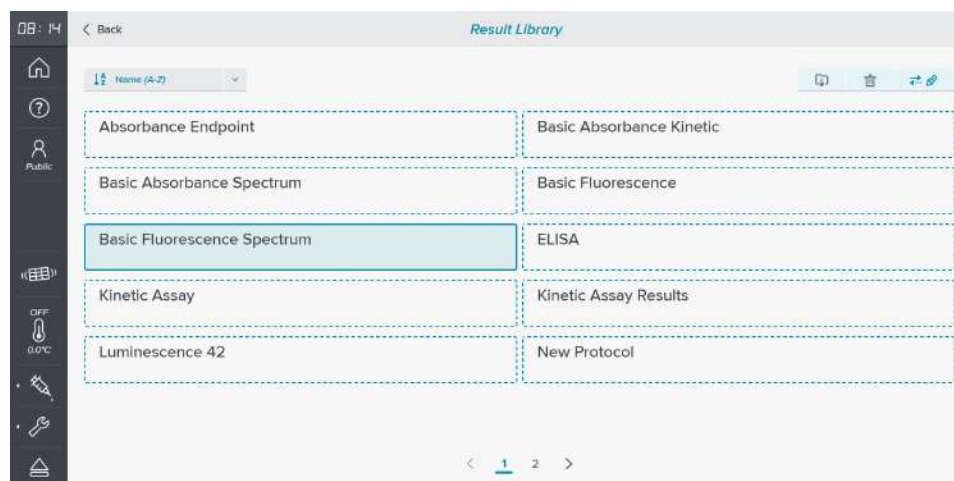 08:14
Back
Result Library
Name (A-Z)
Public
Absorbance Endpoint
Basic Absorbance Kinetic
Basic Absorbance Spectrum
Basic Fluorescence
Basic Fluorescence Spectrum
ELISA
Kinetic Assay
Kinetic Assay Results
Luminescence 42
New Protocol
OFF
0.0°C
1 2